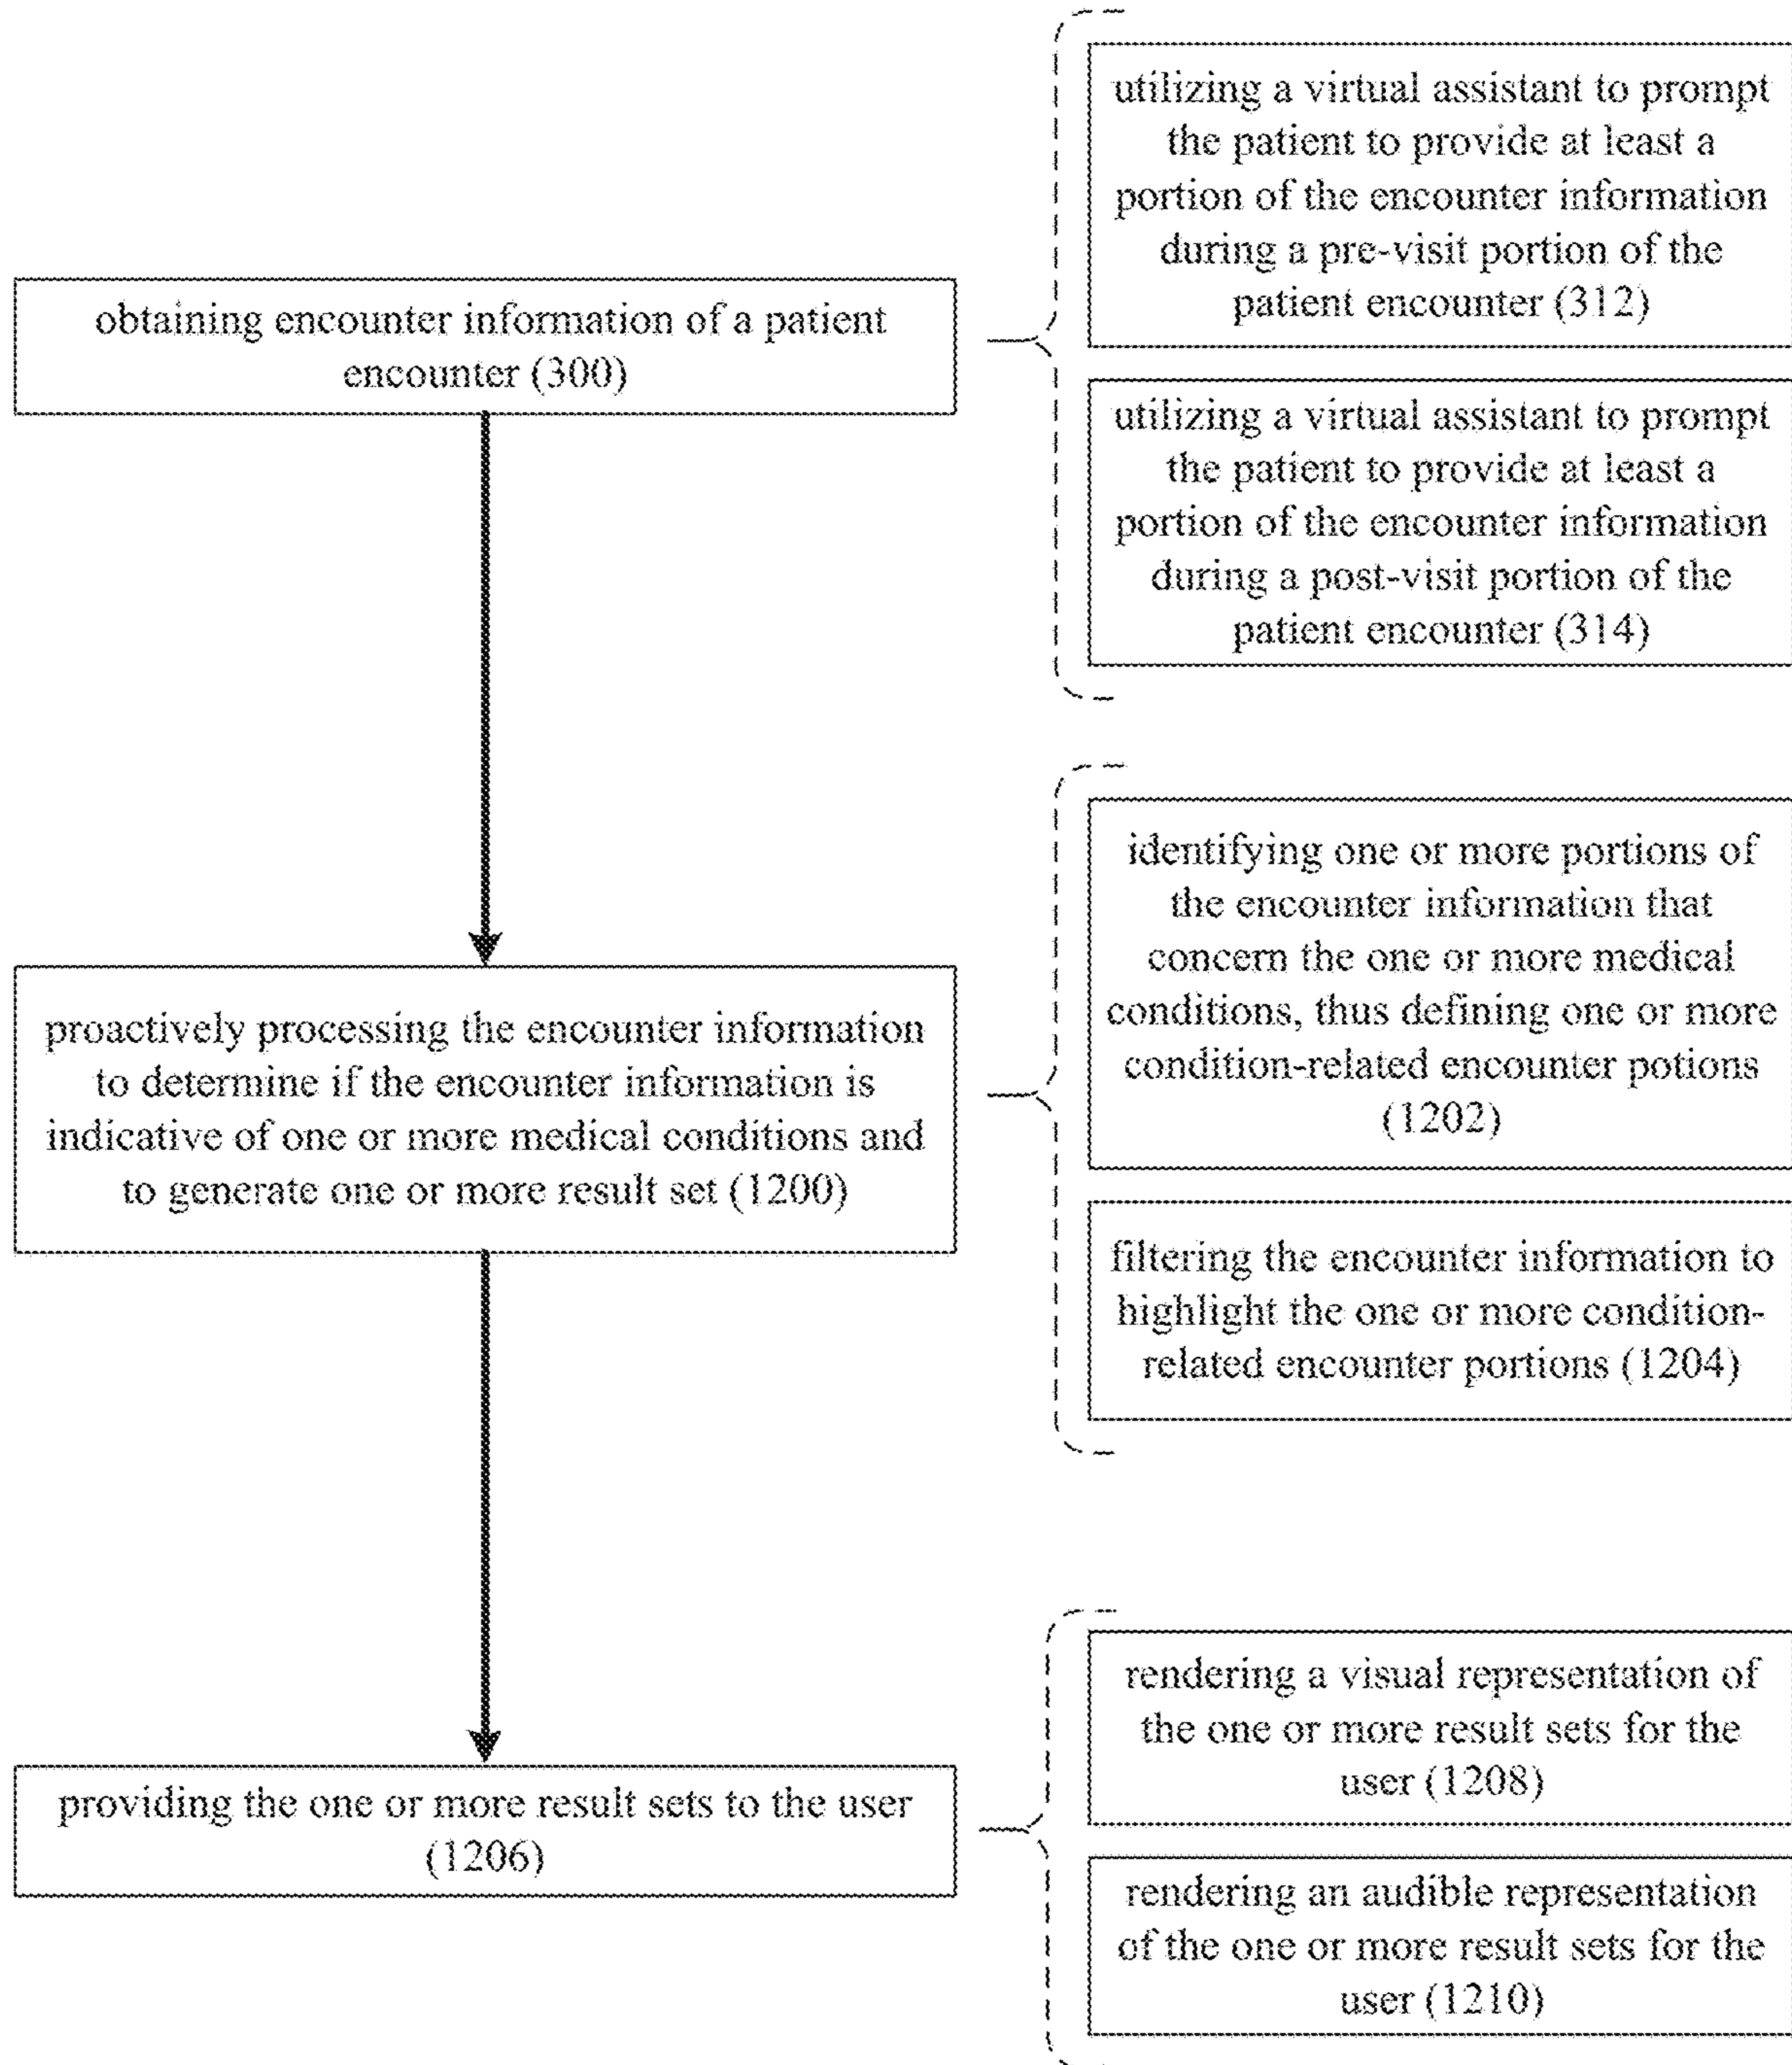 obtaining encounter information of a patient
encounter (300)
utilizing a virtual assistant to prompt
the patient to provide at least a
portion of the encounter information
during a pre-visit portion of the
patient encounter (312)
utilizing a virtual assistant to prompt
the patient to provide at least a
portion of the encounter information
during a post-visit portion of the
patient encounter (314)
proactively processing the encounter information
to determine if the encounter information is
indicative of one or more medical conditions and
to generate one or more result set (1200)
identifying one or more portions of
the encounter information that
concern the one or more medical
conditions, thus defining one or more
condition-related encounter potions
(1202)
filtering the encounter information to
highlight the one or more condition-
related encounter portions (1204)
providing the one or more result sets to the user
(1206)
rendering a visual representation of
the one or more result sets for the
user (1208)
rendering an audible representation
of the one or more result sets for the
user (1210)